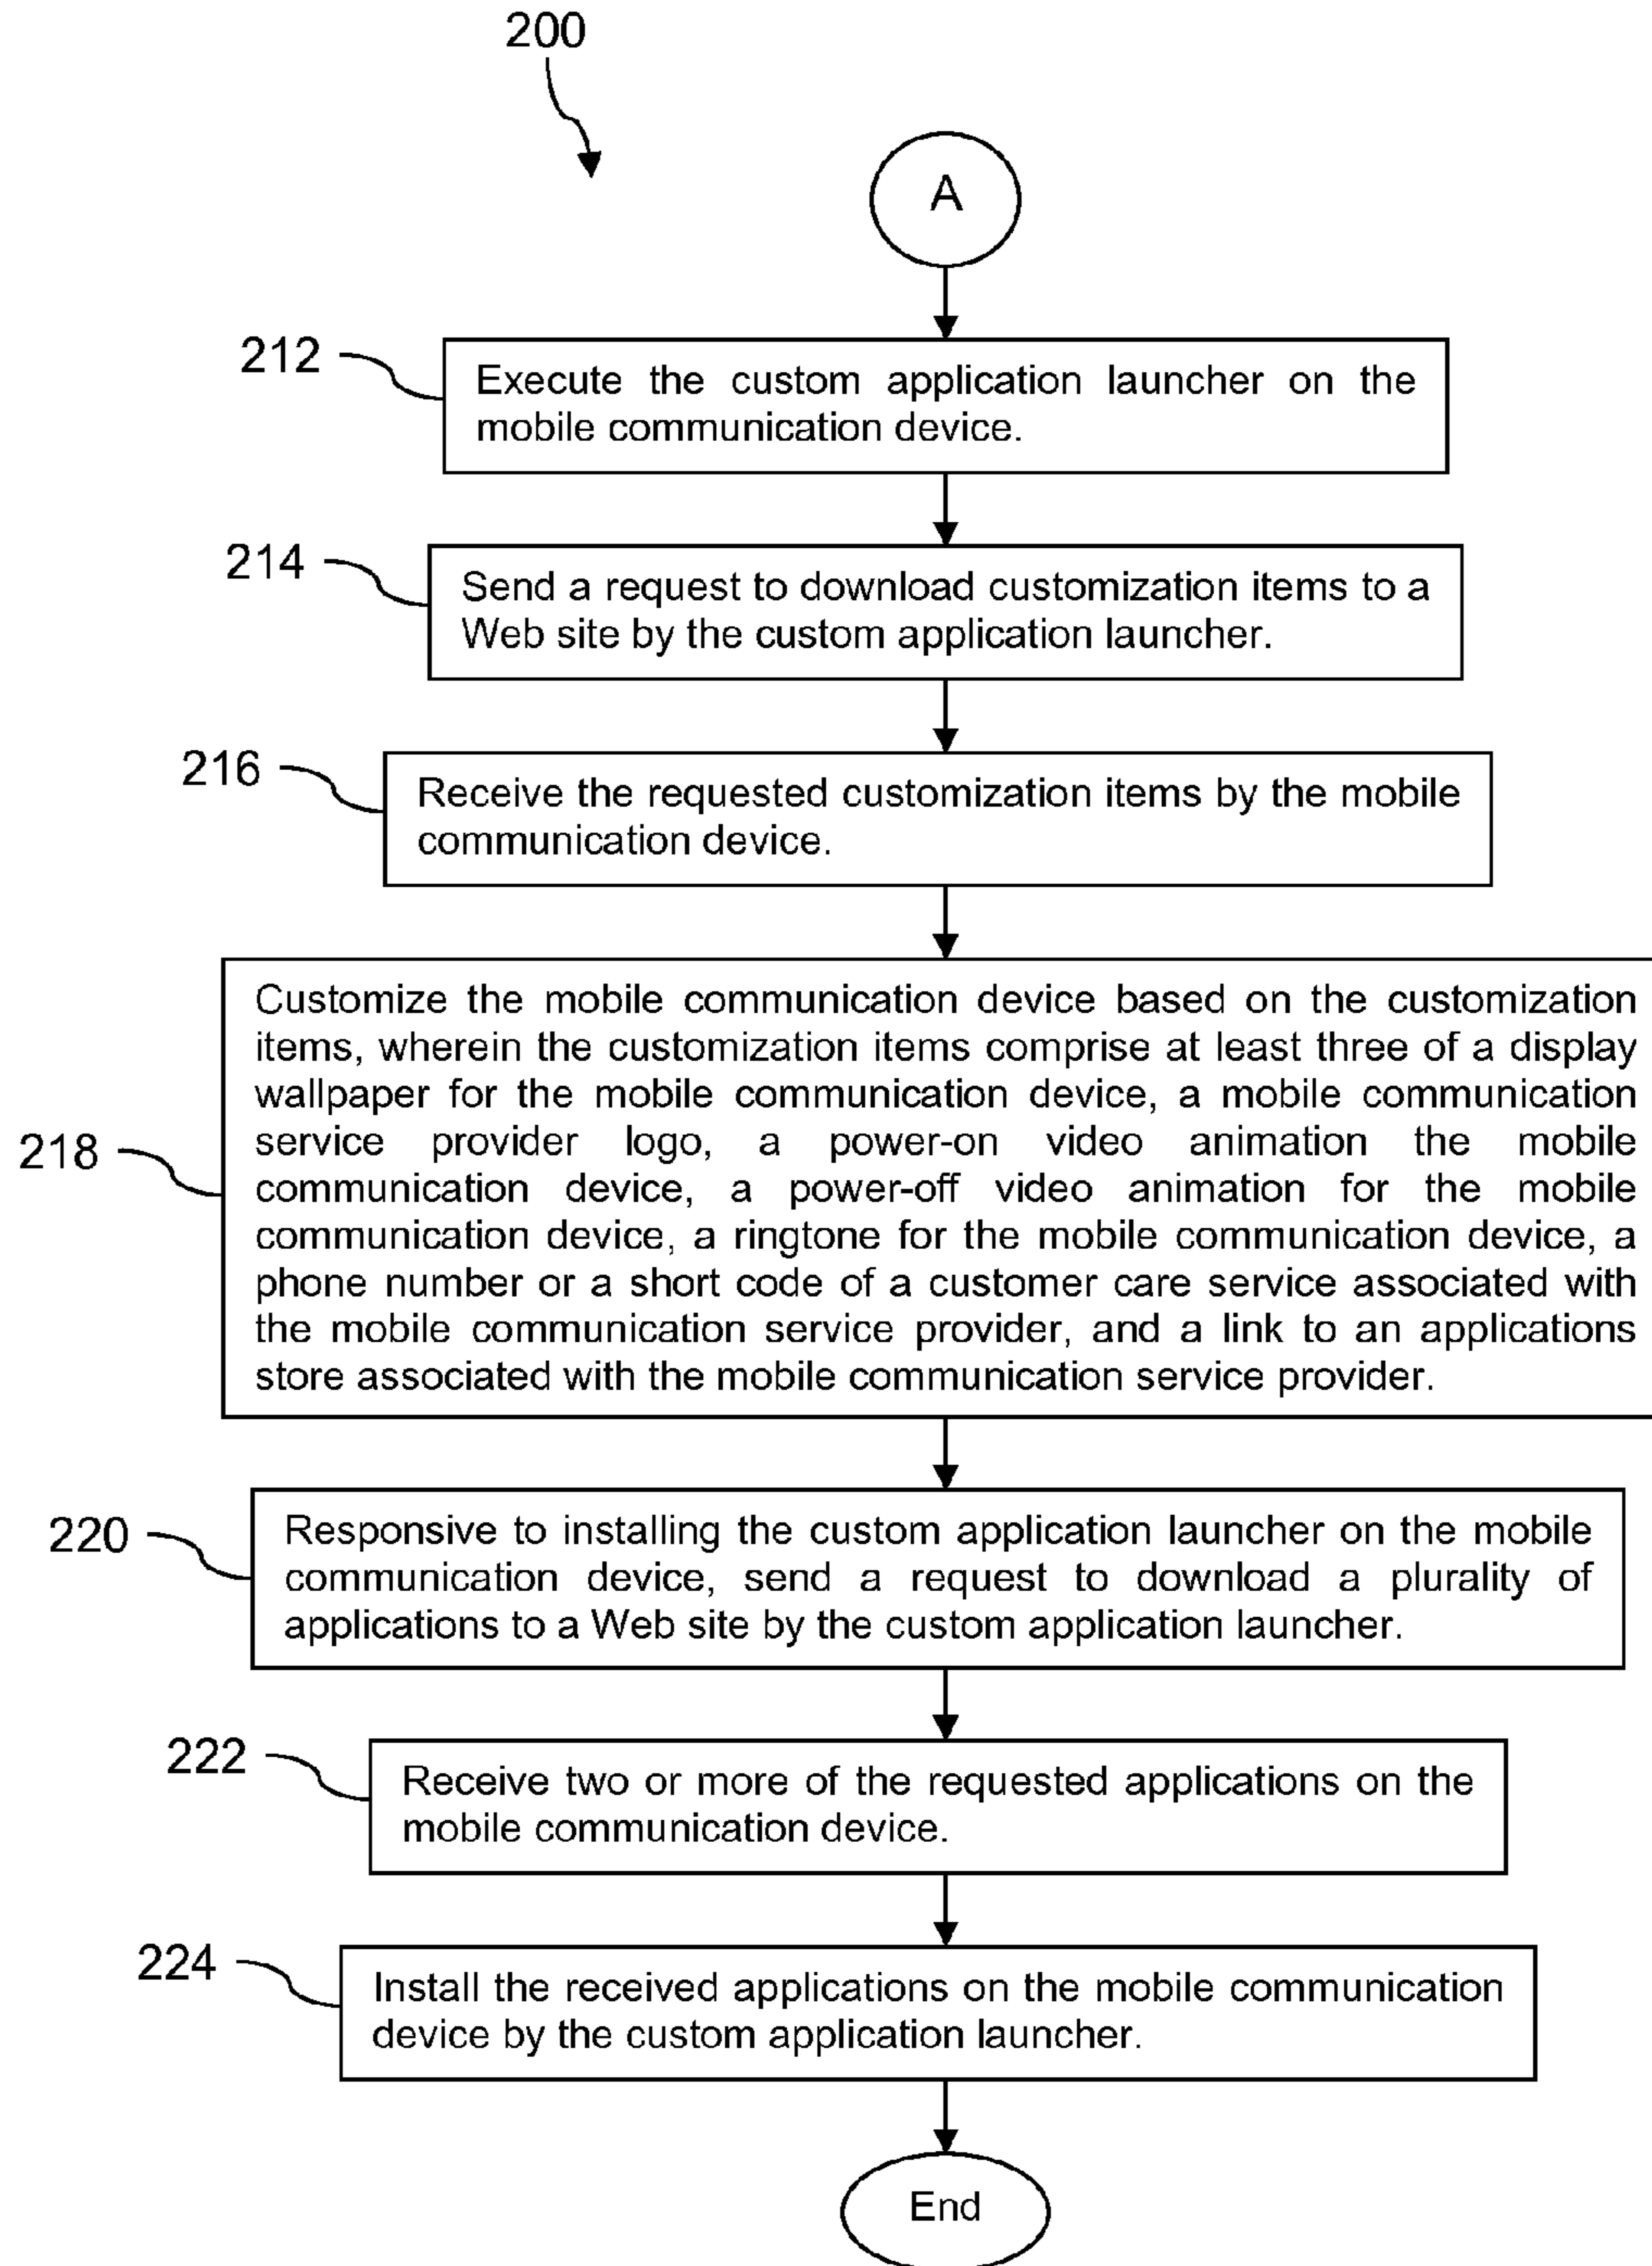 200
A
212
Execute the custom application launcher on the
mobile communication device.
214
Send a request to download customization items to a
Web site by the custom application launcher.
216
Receive the requested customization items by the mobile
communication device.
218
Customize the mobile communication device based on the customization
items, wherein the customization items comprise at least three of a display
wallpaper for the mobile communication device, a mobile communication
service provider logo, a power-on video animation the mobile
communication device, a power-off video animation for the mobile
communication device, a ringtone for the mobile communication device, a
phone number or a short code of a customer care service associated with
the mobile communication service provider, and a link to an applications
store associated with the mobile communication service provider.
220
Responsive to installing the custom application launcher on the mobile
communication device, send a request to download a plurality of
applications to a Web site by the custom application launcher.
222
Receive two or more of the requested applications on the
mobile communication device.
224
Install the received applications on the mobile communication
device by the custom application launcher.
End